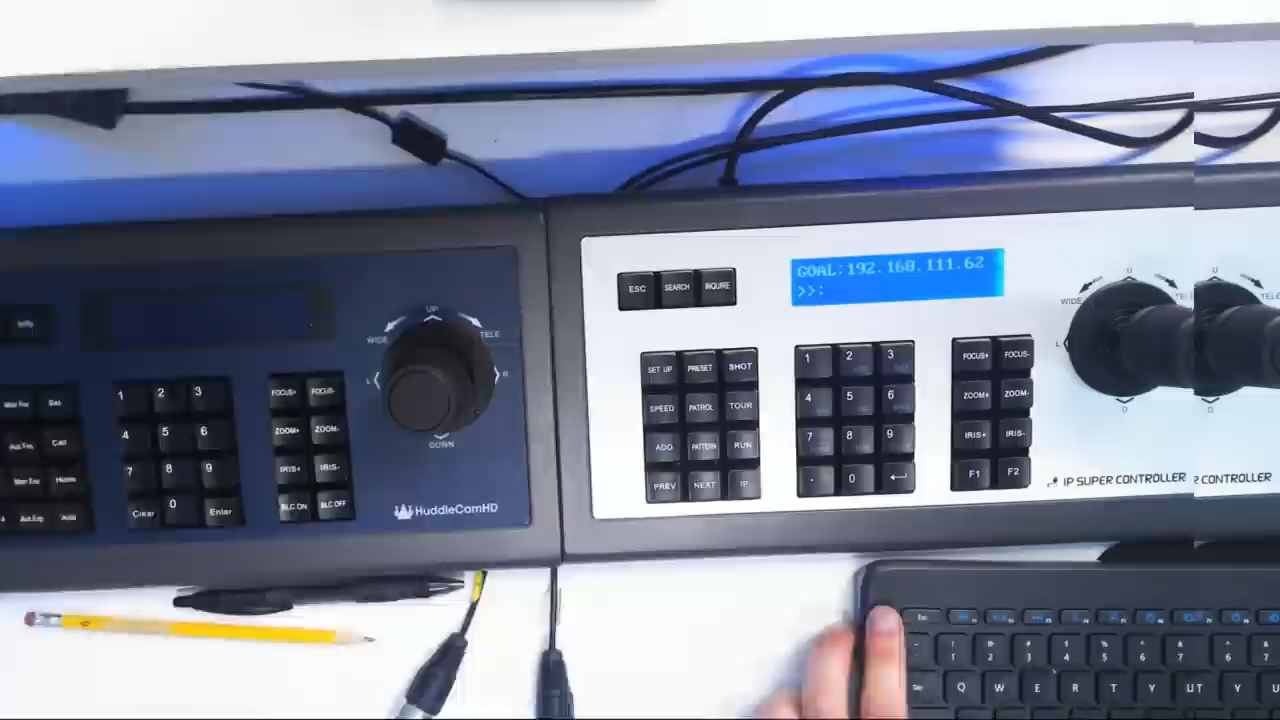 GOAL:192.168.111.62
>>:
ESC SEARCH INQUIRE
SET UP PRESET SHOT
SPEED PATROL TOUR
ADD PATTERN RUN
PREV NEXT IP
1 2 3
4 5 6
7 8 9
. 0
FOCUS+ FOCUS-
ZOOM+ ZOOM-
IRIS+ IRIS-
F1 F2
U
WIDE
L
D
U
TELE
D
IP SUPER CONTROLLER
CONTROLLER
1 2 3
4 5 6
7 8 9
Clear 0 Enter
FOCUS+ FOCUS-
ZOOM+ ZOOM-
IRIS+ IRIS-
BLC ON BLC OFF
UP
WIDE TELE
L R
DOWN
HuddleCamHD
Esc
Q W E R T Y U Y U